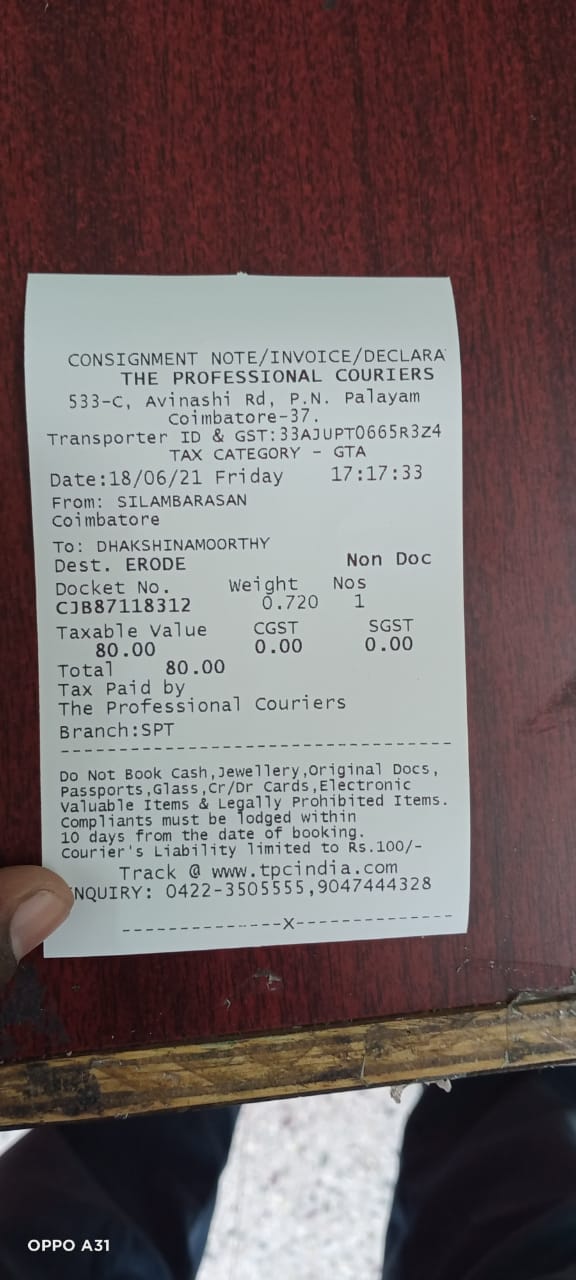 CONSIGNMENT NOTE/INVOICE/DECLARA
THE PROFESSIONAL COURIERS
533-C, Avinashi Rd, P.N. Palayam
Coimbatore-37.
Transporter ID & GST:33AJUPT0665R3Z4
TAX CATEGORY - GTA
Date:18/06/21 Friday 17:17:33
From: SILAMBARASAN
Coimbatore
To: DHAKSHINAMOORTHY
Dest. ERODE Non Doc
Docket No. Weight Nos
CJB87118312 0.720 1
Taxable Value CGST SGST
80.00 0.00 0.00
Total 80.00
Tax Paid by
The Professional Couriers
Branch:SPT
Do Not Book Cash,Jewellery,Original Docs,
Passports,Glass,Cr/Dr Cards,Electronic
Valuable Items & Legally Prohibited Items.
Compliants must be lodged within
10 days from the date of booking.
Courier's Liability limited to Rs.100/-
Track @ www.tpcindia.com
NQUIRY: 0422-3505555,9047444328
--------------X--------------
OPPO A31